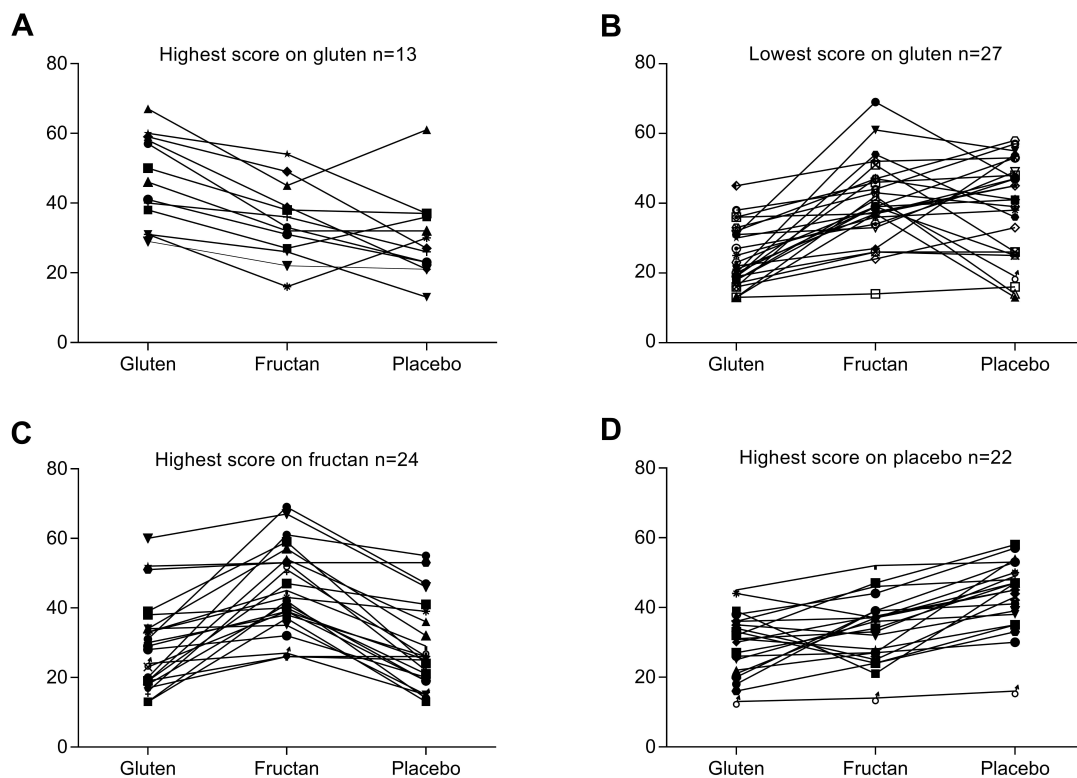 A
Highest score on gluten n=13
80
60
40
20
0
Gluten Fructan Placebo
B
Lowest score on gluten n=27
80
60
40
20
0
Gluten Fructan Placebo
C
Highest score on fructan n=24
80
60
40
20
0
Gluten Fructan Placebo
D
Highest score on placebo n=22
80
60
40
20
0
Gluten Fructan Placebo